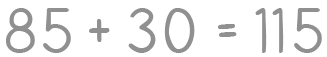 85 + 30 = 115